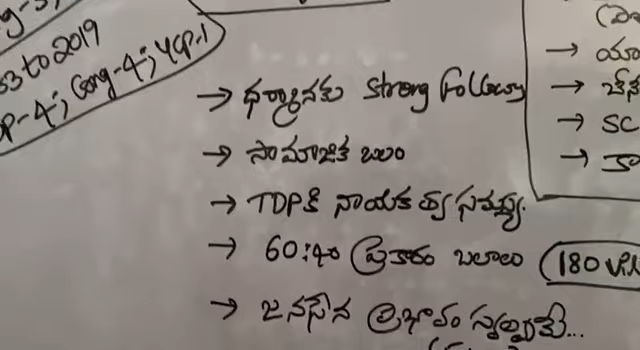 53 to 2019
P-4; Cong-4; YCP-1
→ ధర్మానకు strong following
→ సామాజిక బలం
→ TDPకి నాయకత్వ సమస్య
→ 60:40 ప్రకారం బలాలు
180
→ జనసేన ప్రభావం స్వల్పమే...
→ SC